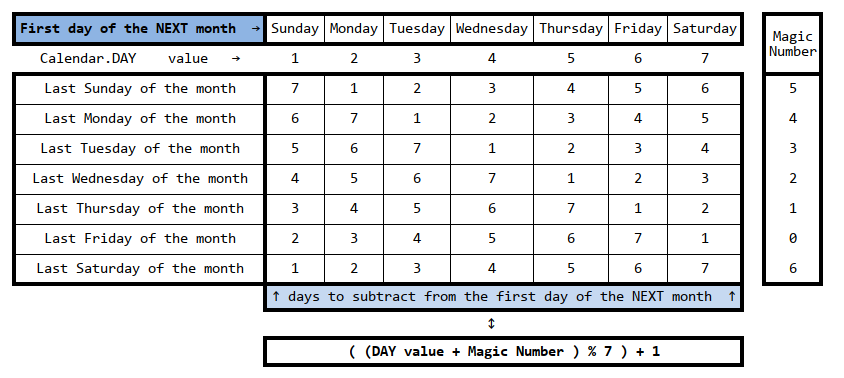 First day of the NEXT month → Sunday Monday Tuesday Wednesday Thursday Friday Saturday Magic Number
Calendar.DAY value → 1 2 3 4 5 6 7
Last Sunday of the month 7 1 2 3 4 5 6 5
Last Monday of the month 6 7 1 2 3 4 5 4
Last Tuesday of the month 5 6 7 1 2 3 4 3
Last Wednesday of the month 4 5 6 7 1 2 3 2
Last Thursday of the month 3 4 5 6 7 1 2 1
Last Friday of the month 2 3 4 5 6 7 1 0
Last Saturday of the month 1 2 3 4 5 6 7 6
↑ days to subtract from the first day of the NEXT month ↑
↕
( (DAY value + Magic Number ) % 7 ) + 1